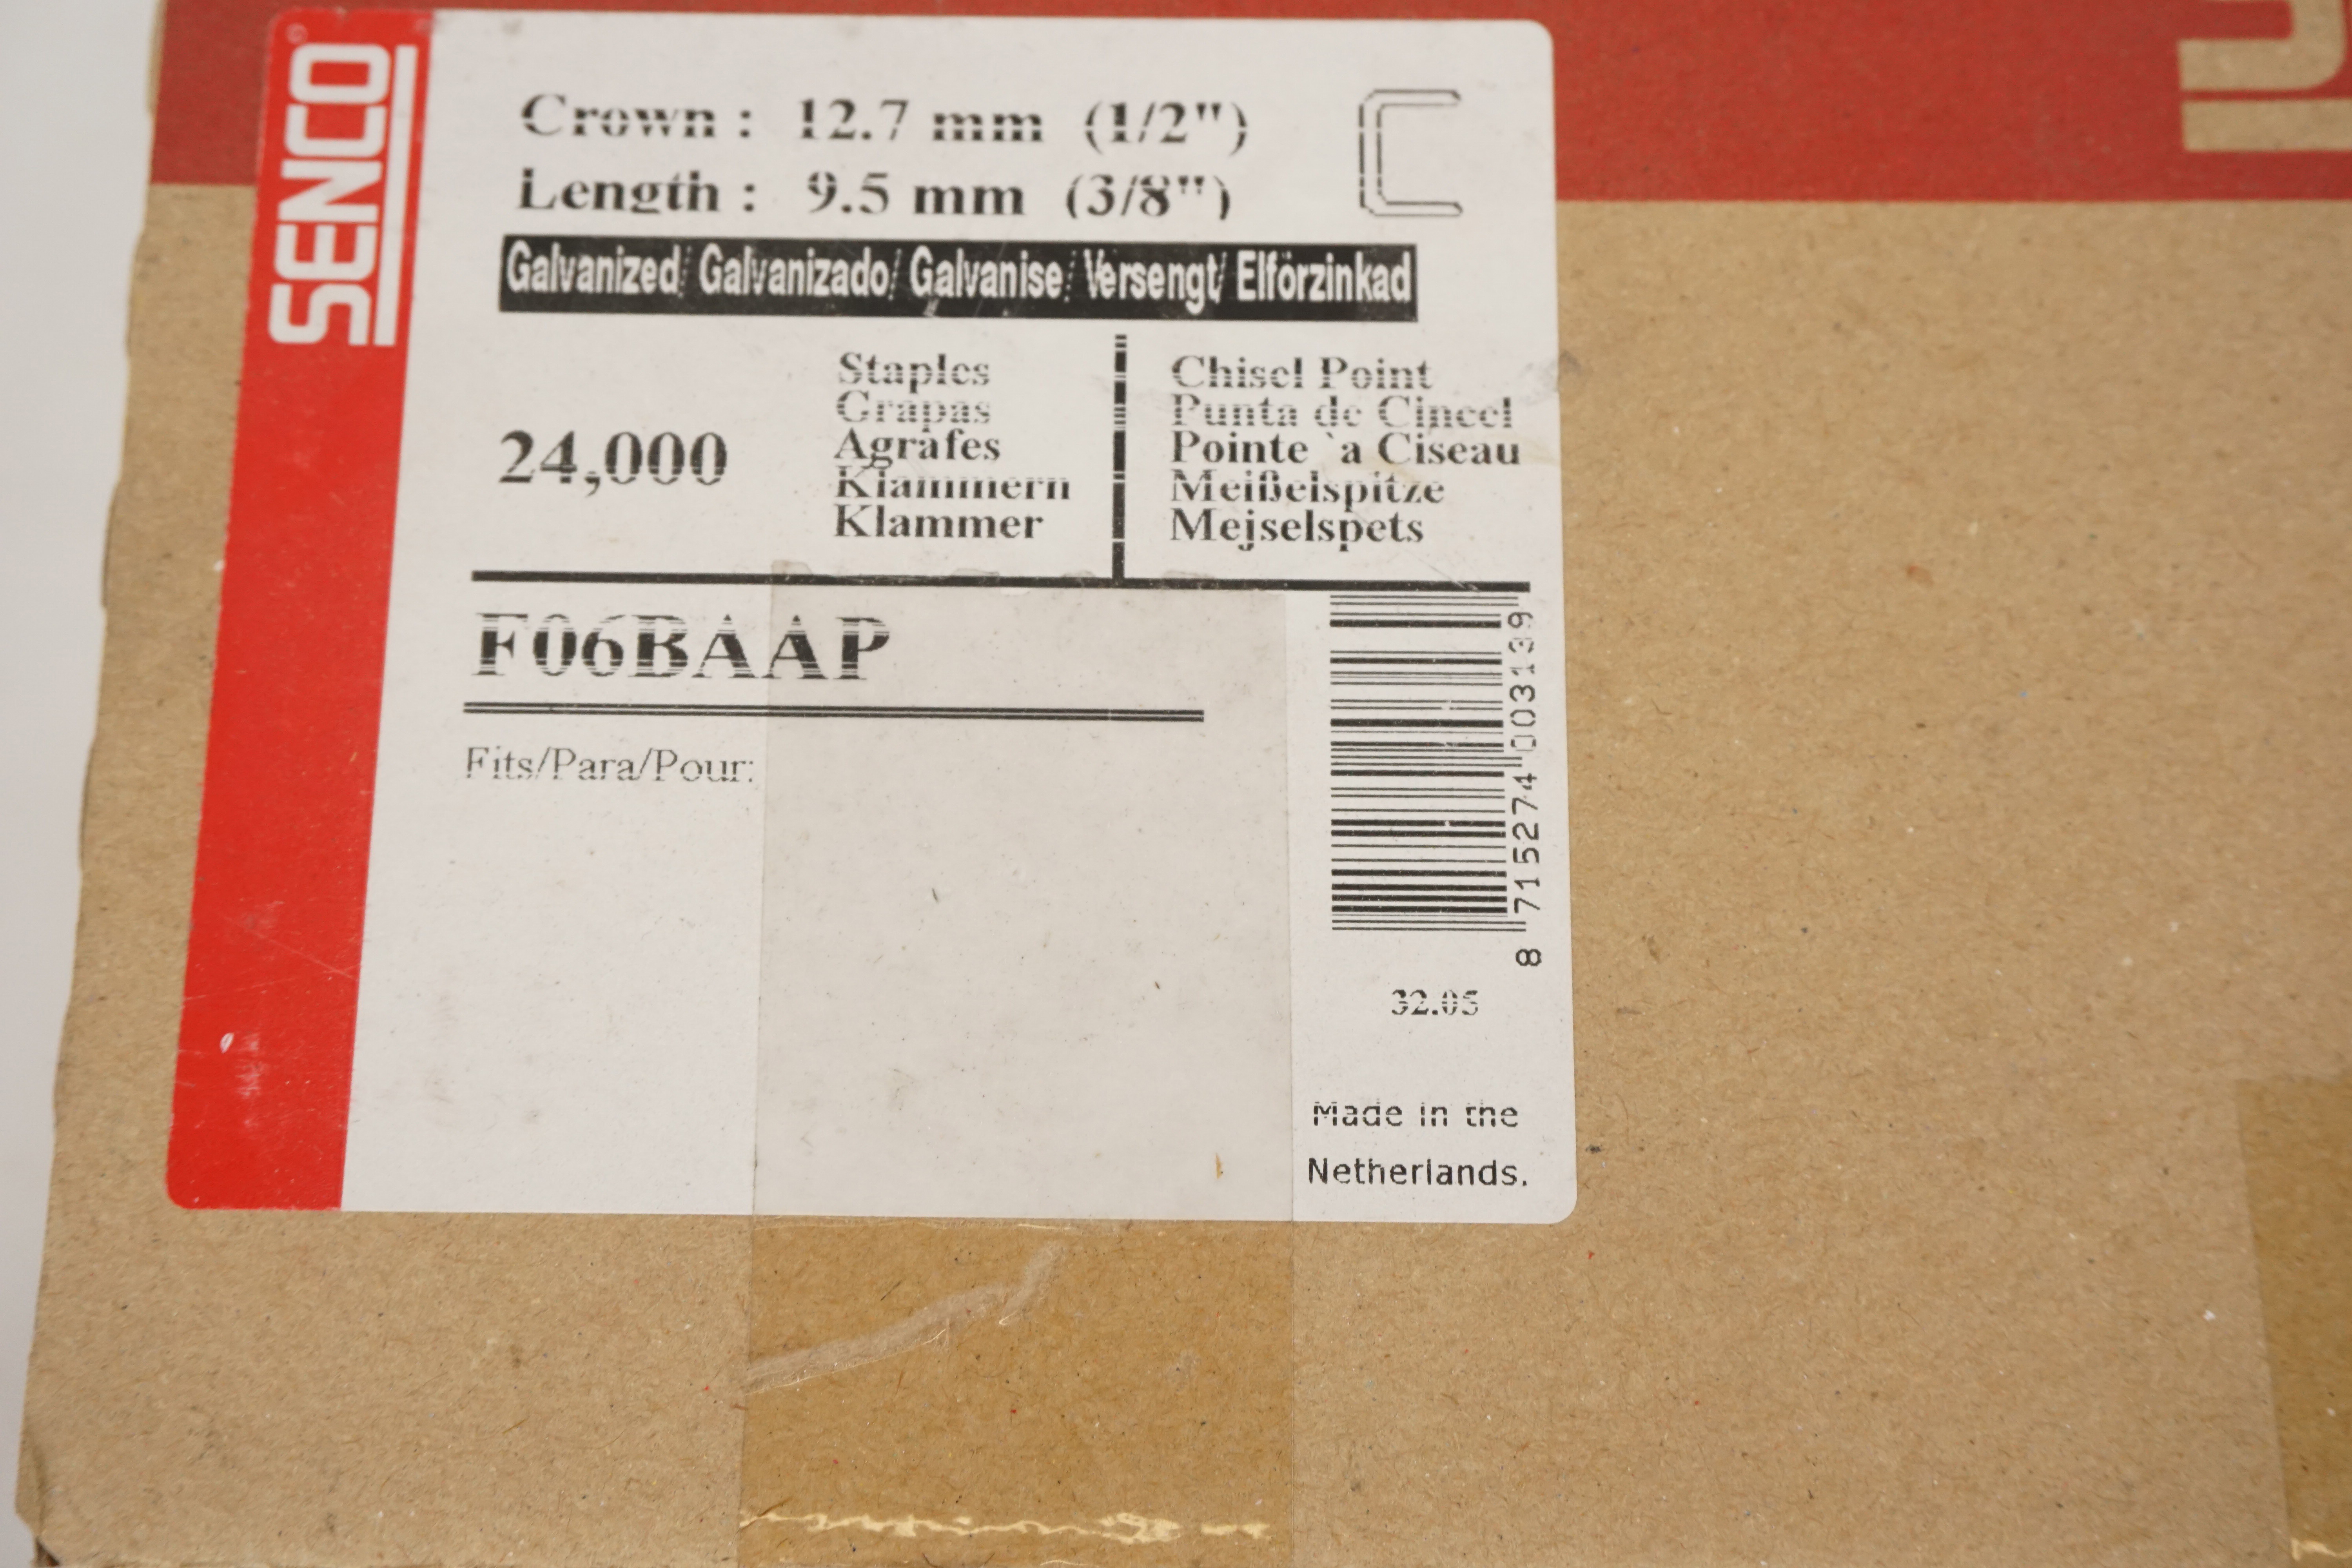 SENCO
Crown : 12.7 mm (1/2")
Length : 9.5 mm (3/8")
Galvanized/ Galvanizado/ Galvanise/ Versengt/ Elförzinkad
24,000
Staples
Grapas
Agrafes
Klammern
Klammer
Chisel Point
Punta de Cincel
Pointe `a Ciseau
Meißelspitze
Mejselspets
F06BAAP
Fits/Para/Pour:
8 715274 003139
32.05
Made in the
Netherlands.